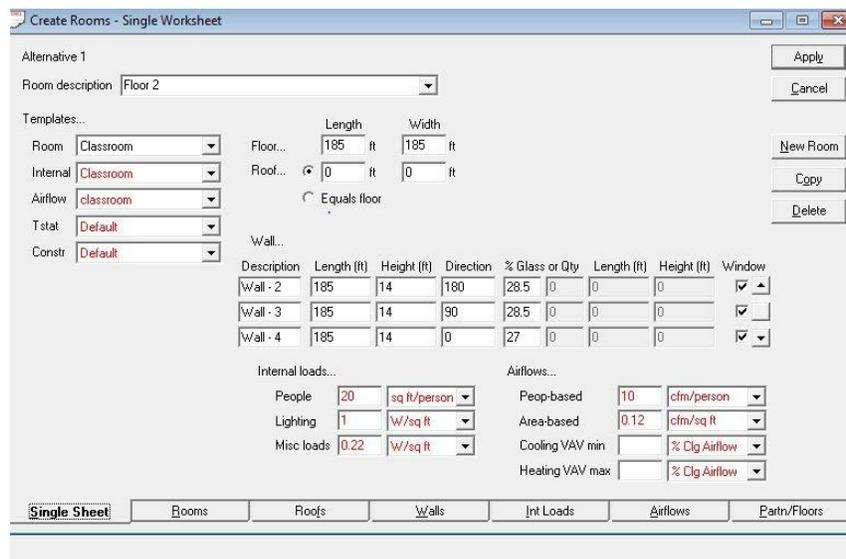 Create Rooms - Single Worksheet
Alternative 1
Apply
Room description Floor 2
Cancel
Templates...
Length Width
Room Classroom Floor... 185 ft 185 ft New Room
Internal Classroom Roof... 0 ft 0 ft
Copy
Airflow classroom Equals floor
Delete
Tstat Default
Wall...
Constr Default
Description Length (ft) Height (ft) Direction % Glass or Qty Length (ft) Height (ft) Window
Wall - 2 185 14 180 28.5 0 0 0
Wall - 3 185 14 90 28.5 0 0 0
Wall - 4 185 14 0 27 0 0 0
Internal loads... Airflows...
People 20 sq ft/person Peop-based 10 cfm/person
Lighting 1 W/sq ft Area-based 0.12 cfm/sq ft
Misc loads 0.22 W/sq ft Cooling VAV min % Clg Airflow
Heating VAV max % Clg Airflow
Single Sheet Rooms Roofs Walls Int Loads Airflows Partn/Floors